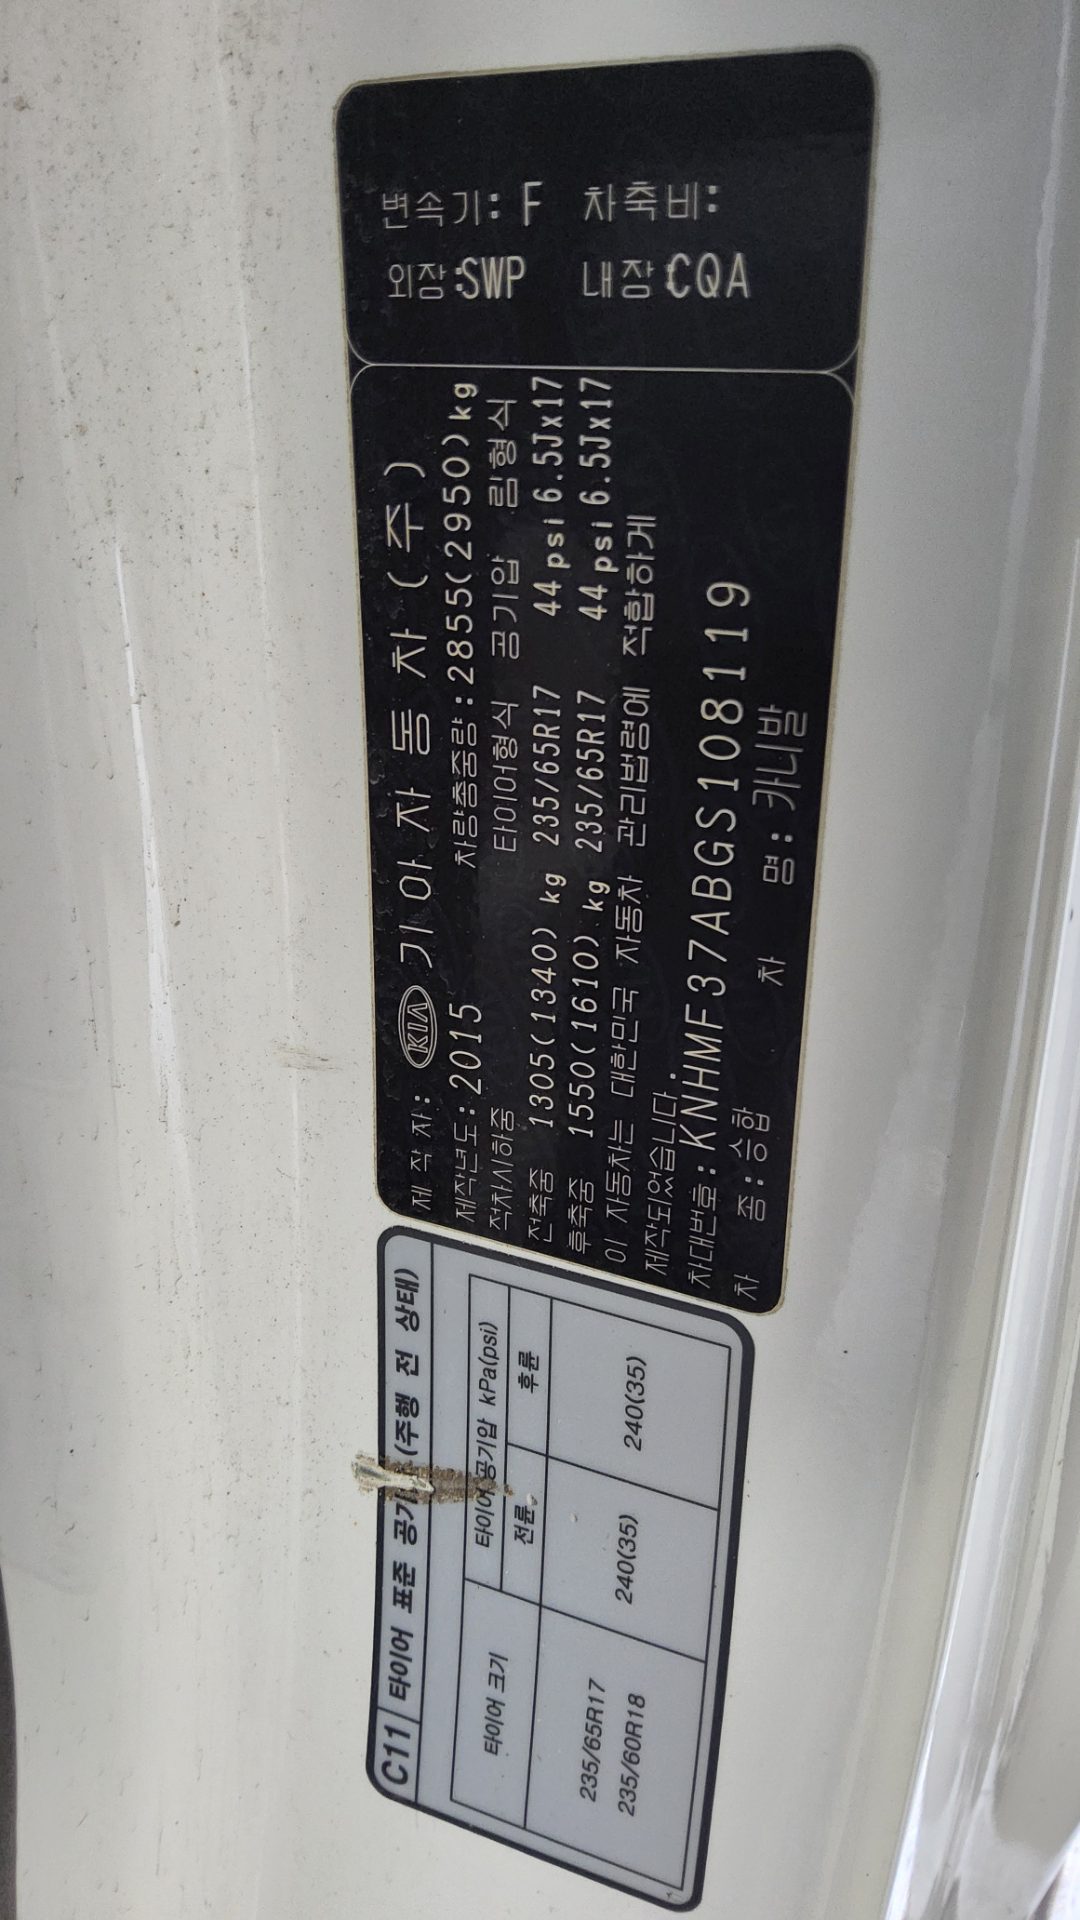 제 작 자: KIA 기 아 자 동 차 (주)
제작년도: 2015 차량총중량: 2855(2950)kg
적차시하중 타이어형식 공기압 림형식
전축중 1305(1340) kg 235/65R17 44 psi 6.5Jx17
후축중 1550(1610) kg 235/65R17 44 psi 6.5Jx17
이 자동차는 대한민국 자동차 관리법령에 적합하게
제작되었습니다.
차대번호: KNHMF37ABGS108119
차 종: 승합 차 명: 카니발
변속기: F 차축비:
외장:SWP 내장:CQA
C11 타이어 표준 (주행 전 상태)
타이어 크기 타이어 공기압 kPa(psi)
전륜 후륜
235/65R17
235/60R18
240(35) 240(35)